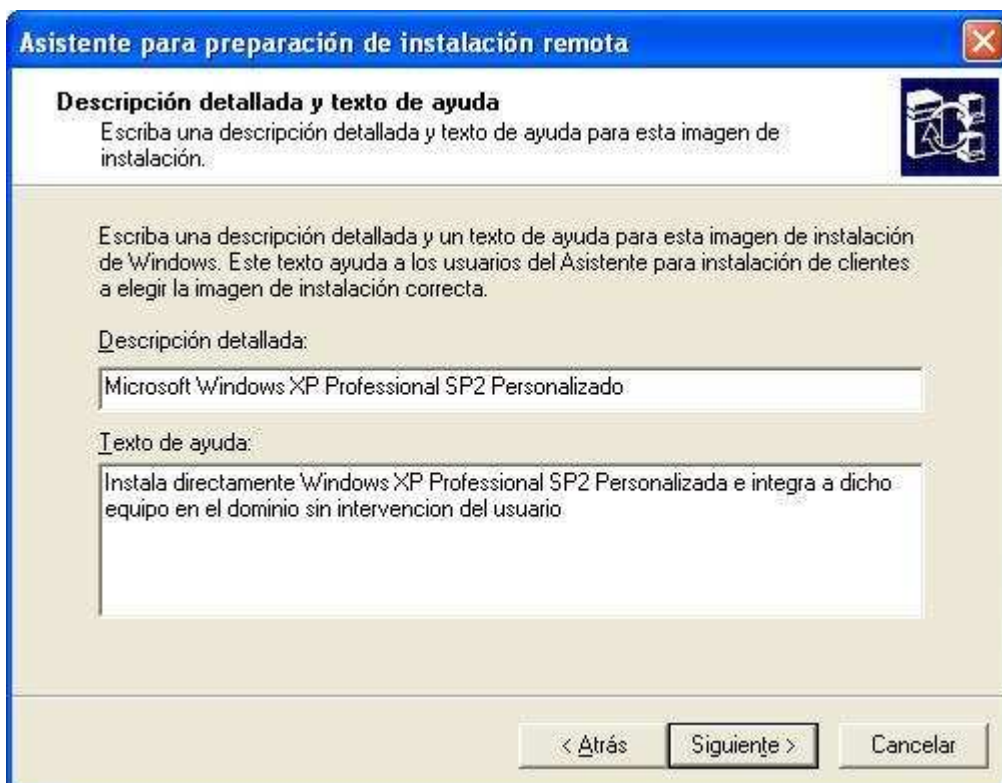 Asistente para preparación de instalación remota
Descripción detallada y texto de ayuda
Escriba una descripción detallada y texto de ayuda para esta imagen de
instalación.
Escriba una descripción detallada y un texto de ayuda para esta imagen de instalación
de Windows. Este texto ayuda a los usuarios del Asistente para instalación de clientes
a elegir la imagen de instalación correcta.
Descripción detallada:
Microsoft Windows XP Professional SP2 Personalizado
Texto de ayuda:
Instala directamente Windows XP Professional SP2 Personalizada e integra a dicho
equipo en el dominio sin intervencion del usuario
< Atrás Siguiente > Cancelar